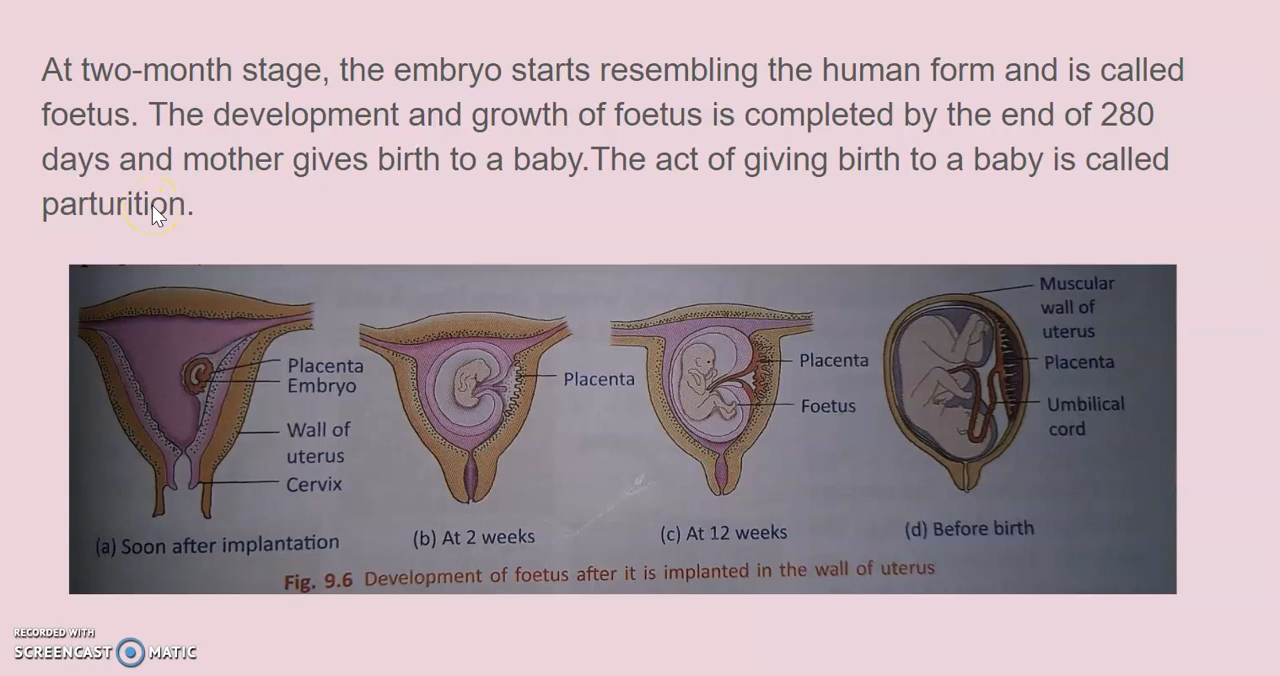 At two-month stage, the embryo starts resembling the human form and is called
foetus. The development and growth of foetus is completed by the end of 280
days and mother gives birth to a baby.The act of giving birth to a baby is called
parturition.
Placenta
Embryo
Wall of
uterus
Cervix
(a) Soon after implantation
Placenta
(b) At 2 weeks
Placenta
Foetus
(c) At 12 weeks
Muscular
wall of
uterus
Placenta
Umbilical
cord
(d) Before birth
Fig. 9.6 Development of foetus after it is implanted in the wall of uterus
RECORDED WITH
SCREENCAST MATIC